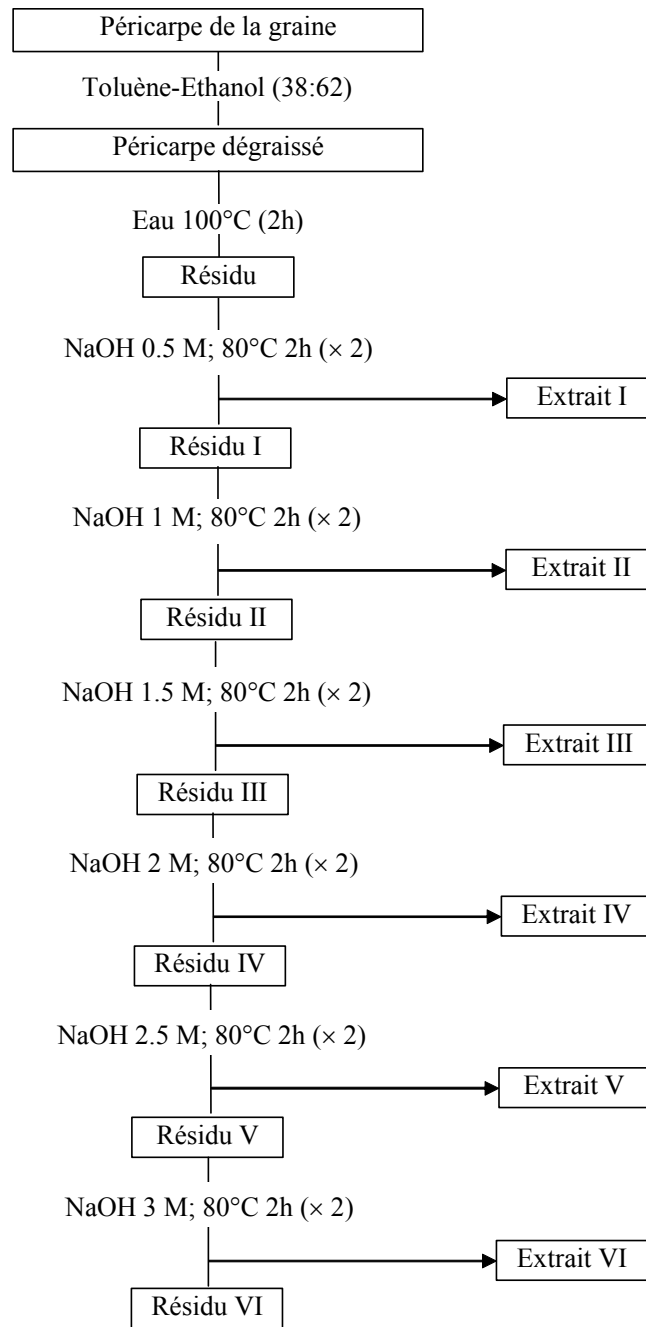 Péricarpe de la graine
Toluène-Ethanol (38:62)
Péricarpe dégraissé
Eau 100°C (2h)
Résidu
NaOH 0.5 M; 80°C 2h (× 2)
Extrait I
Résidu I
NaOH 1 M; 80°C 2h (× 2)
Extrait II
Résidu II
NaOH 1.5 M; 80°C 2h (× 2)
Extrait III
Résidu III
NaOH 2 M; 80°C 2h (× 2)
Extrait IV
Résidu IV
NaOH 2.5 M; 80°C 2h (× 2)
Extrait V
Résidu V
NaOH 3 M; 80°C 2h (× 2)
Extrait VI
Résidu VI